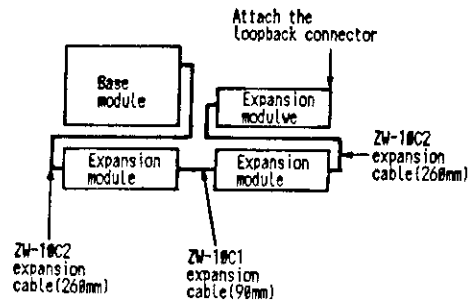 Attach the
loopback connector
Base
module
Expansion
modulwe
ZW-10C2
expansion
cable(260mm)
Expansion
module
Expansion
module
ZW-10C2
expansion
cable(260mm)
ZW-10C1
expansion
cable(90mm)